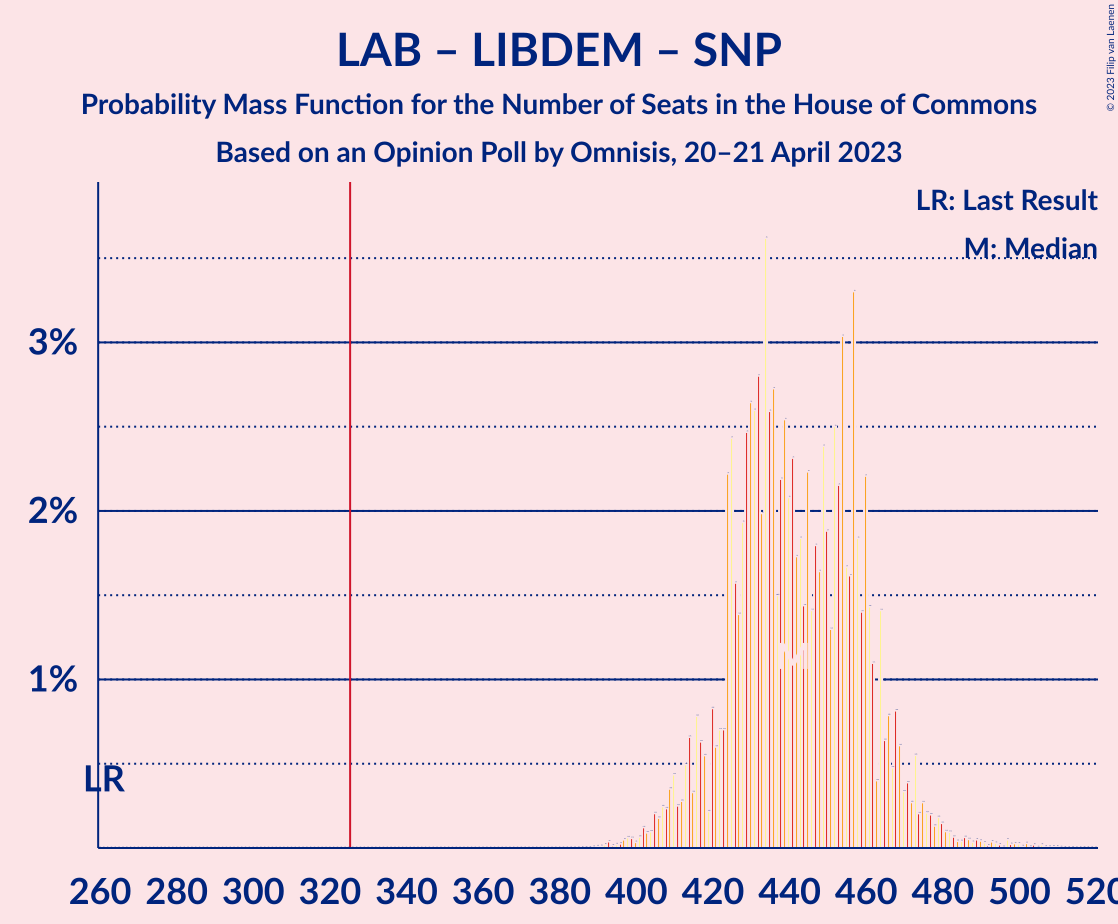 LAB – LIBDEM – SNP
Probability Mass Function for the Number of Seats in the House of Commons
Based on an Opinion Poll by Omnisis, 20–21 April 2023
© 2023 Filip van Laenen
LR: Last Result
M: Median
3%
2%
1%
LR
M
260 280 300 320 340 360 380 400 420 440 460 480 500 520